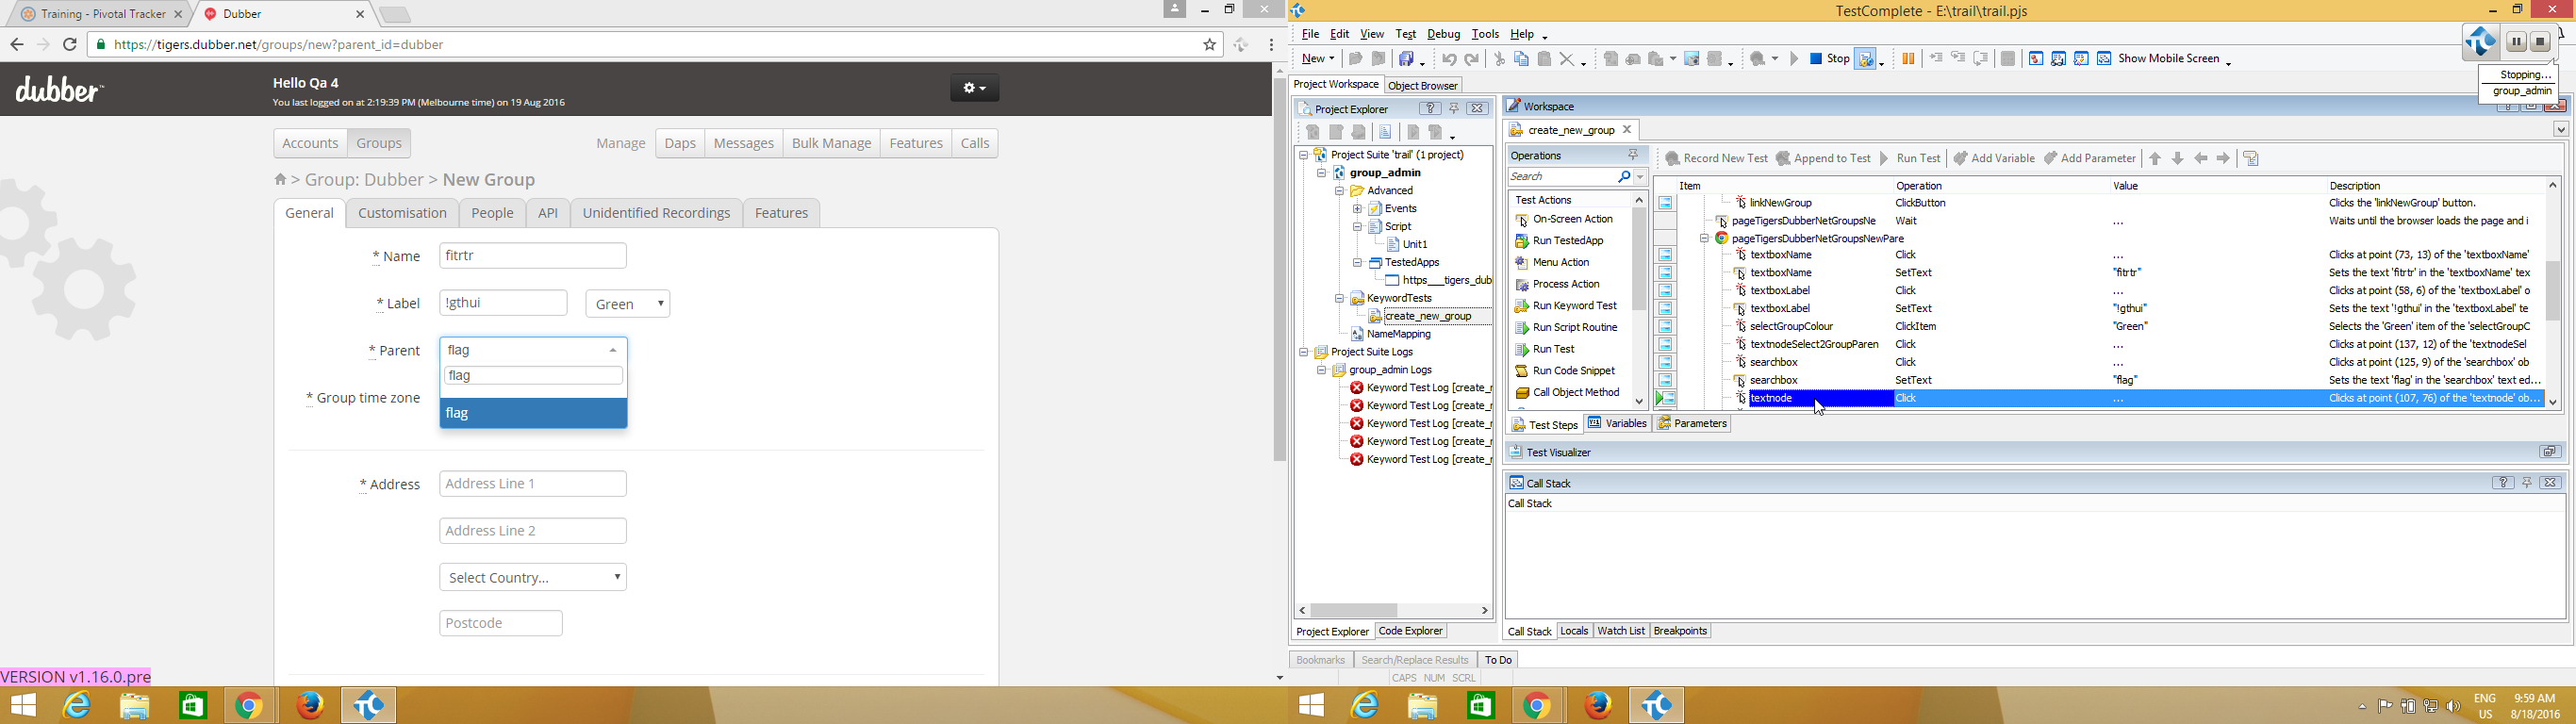 Training - Pivotal Tracker
Dubber
https://tigers.dubber.net/groups/new?parent_id=dubber
dubber
Hello Qa 4
You last logged on at 2:19:39 PM (Melbourne time) on 19 Aug 2016
Accounts
Groups
Manage
Daps
Messages
Bulk Manage
Features
Calls
> Group: Dubber > New Group
General
Customisation
People
API
Unidentified Recordings
Features
* Name
fitrtr
* Label
!gthui
Green
* Parent
flag
flag
* Group time zone
flag
* Address
Address Line 1
Address Line 2
Select Country...
Postcode
VERSION v1.16.0.pre
TestComplete - E:\trail\trail.pjs
File Edit View Test Debug Tools Help
New
Stop
Show Mobile Screen
Stopping...
group_admin
Project Workspace
Object Browser
Project Explorer
Project Suite 'trail' (1 project)
group_admin
Advanced
Events
Script
Unit1
TestedApps
https___tigers_dub
KeywordTests
create_new_group
NameMapping
Project Suite Logs
group_admin Logs
Keyword Test Log [create_r
Keyword Test Log [create_r
Keyword Test Log [create_r
Keyword Test Log [create_r
Keyword Test Log [create_r
Project Explorer
Code Explorer
Workspace
create_new_group
Operations
Search
Test Actions
On-Screen Action
Run TestedApp
Menu Action
Process Action
Run Keyword Test
Run Script Routine
Run Test
Run Code Snippet
Call Object Method
Record New Test
Append to Test
Run Test
Add Variable
Add Parameter
Item Operation Value Description
linkNewGroup ClickButton Clicks the 'linkNewGroup' button.
pageTigersDubberNetGroupsNe Wait ... Waits until the browser loads the page and i
pageTigersDubberNetGroupsNewPare
textboxName Click ... Clicks at point (73, 13) of the 'textboxName'
textboxName SetText "fitrtr" Sets the text 'fitrtr' in the 'textboxName' tex
textboxLabel Click ... Clicks at point (58, 6) of the 'textboxLabel' o
textboxLabel SetText "!gthui" Sets the text '!gthui' in the 'textboxLabel' te
selectGroupColour ClickItem "Green" Selects the 'Green' item of the 'selectGroupC
textnodeSelect2GroupParen Click ... Clicks at point (137, 12) of the 'textnodeSel
searchbox Click ... Clicks at point (125, 9) of the 'searchbox' ob
searchbox SetText "flag" Sets the text 'flag' in the 'searchbox' text ed...
textnode Click ... Clicks at point (107, 76) of the 'textnode' ob...
Test Steps
Variables
Parameters
Test Visualizer
Call Stack
Call Stack
Call Stack
Locals
Watch List
Breakpoints
Bookmarks
Search/Replace Results
To Do
CAPS NUM SCRL
ENG
US
9:59 AM
8/18/2016